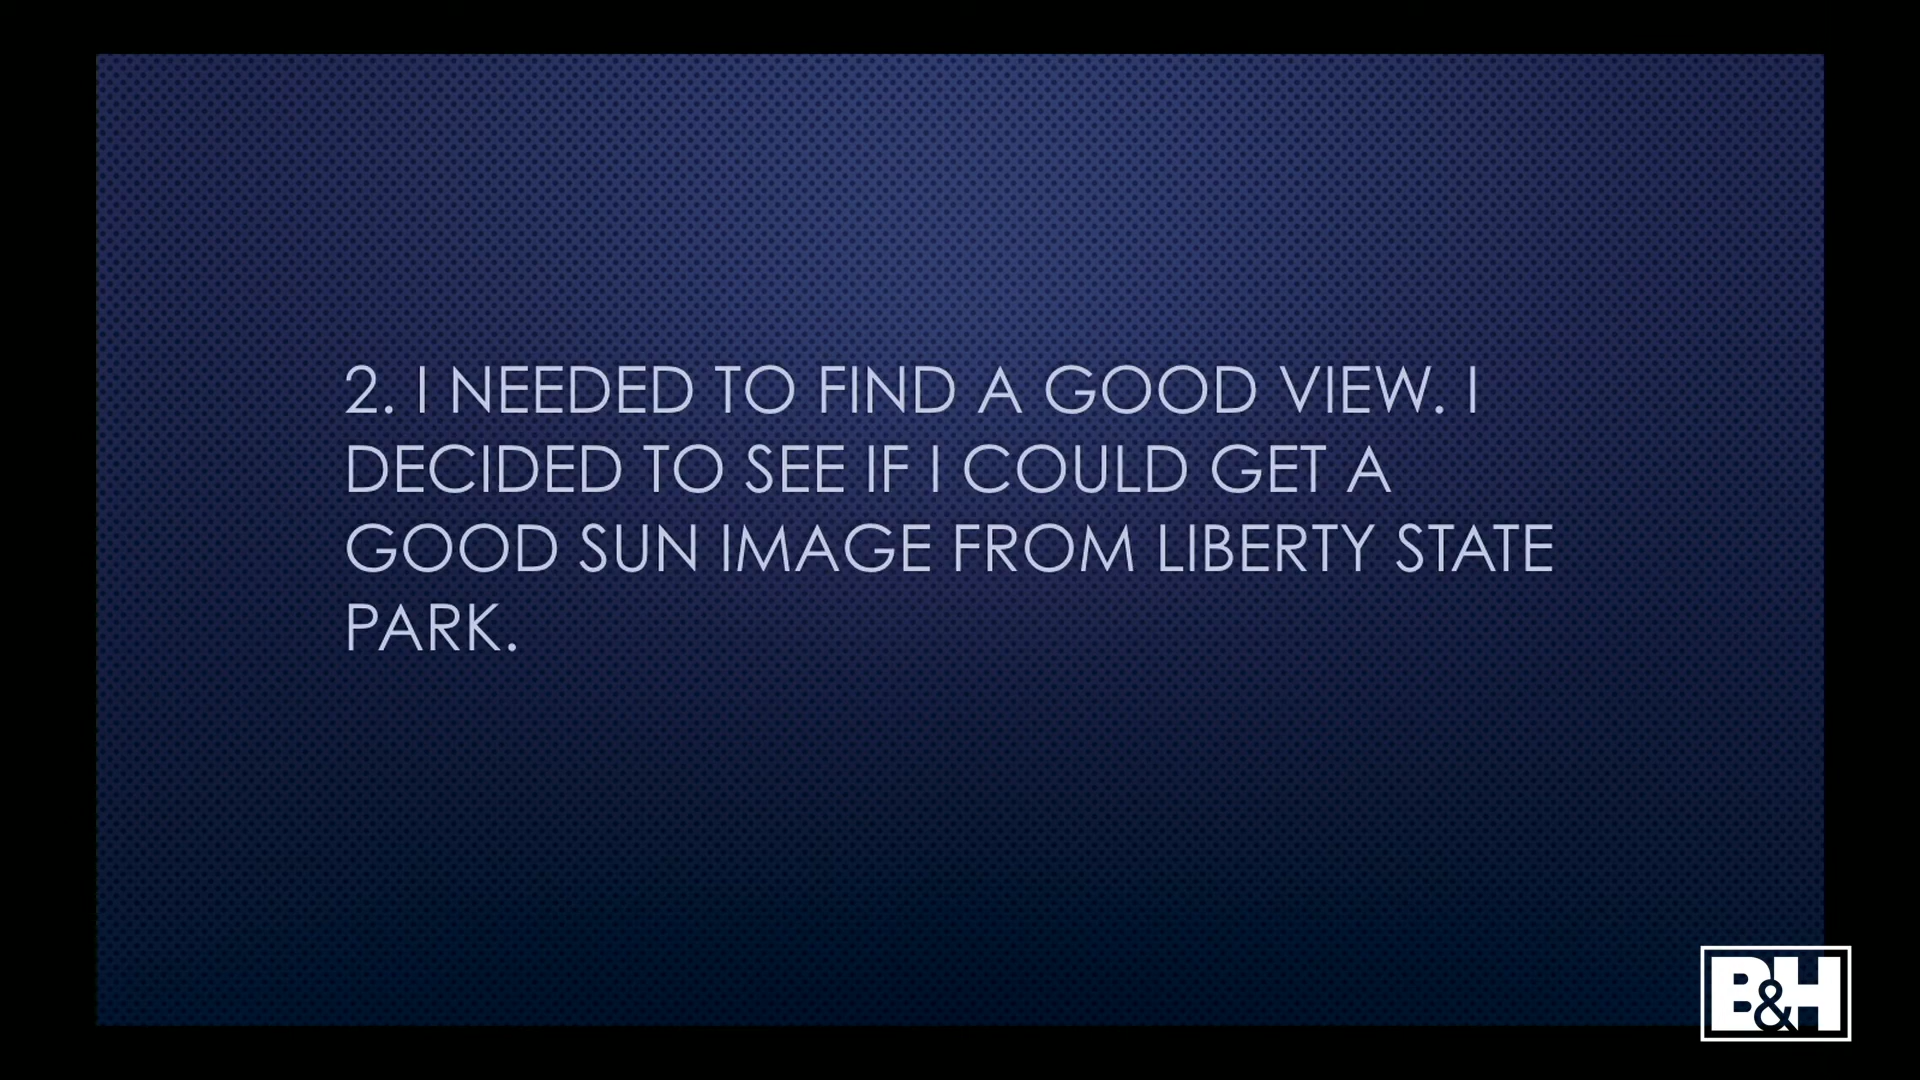 2. I NEEDED TO FIND A GOOD VIEW. I
DECIDED TO SEE IF I COULD GET A
GOOD SUN IMAGE FROM LIBERTY STATE
PARK.
B&H